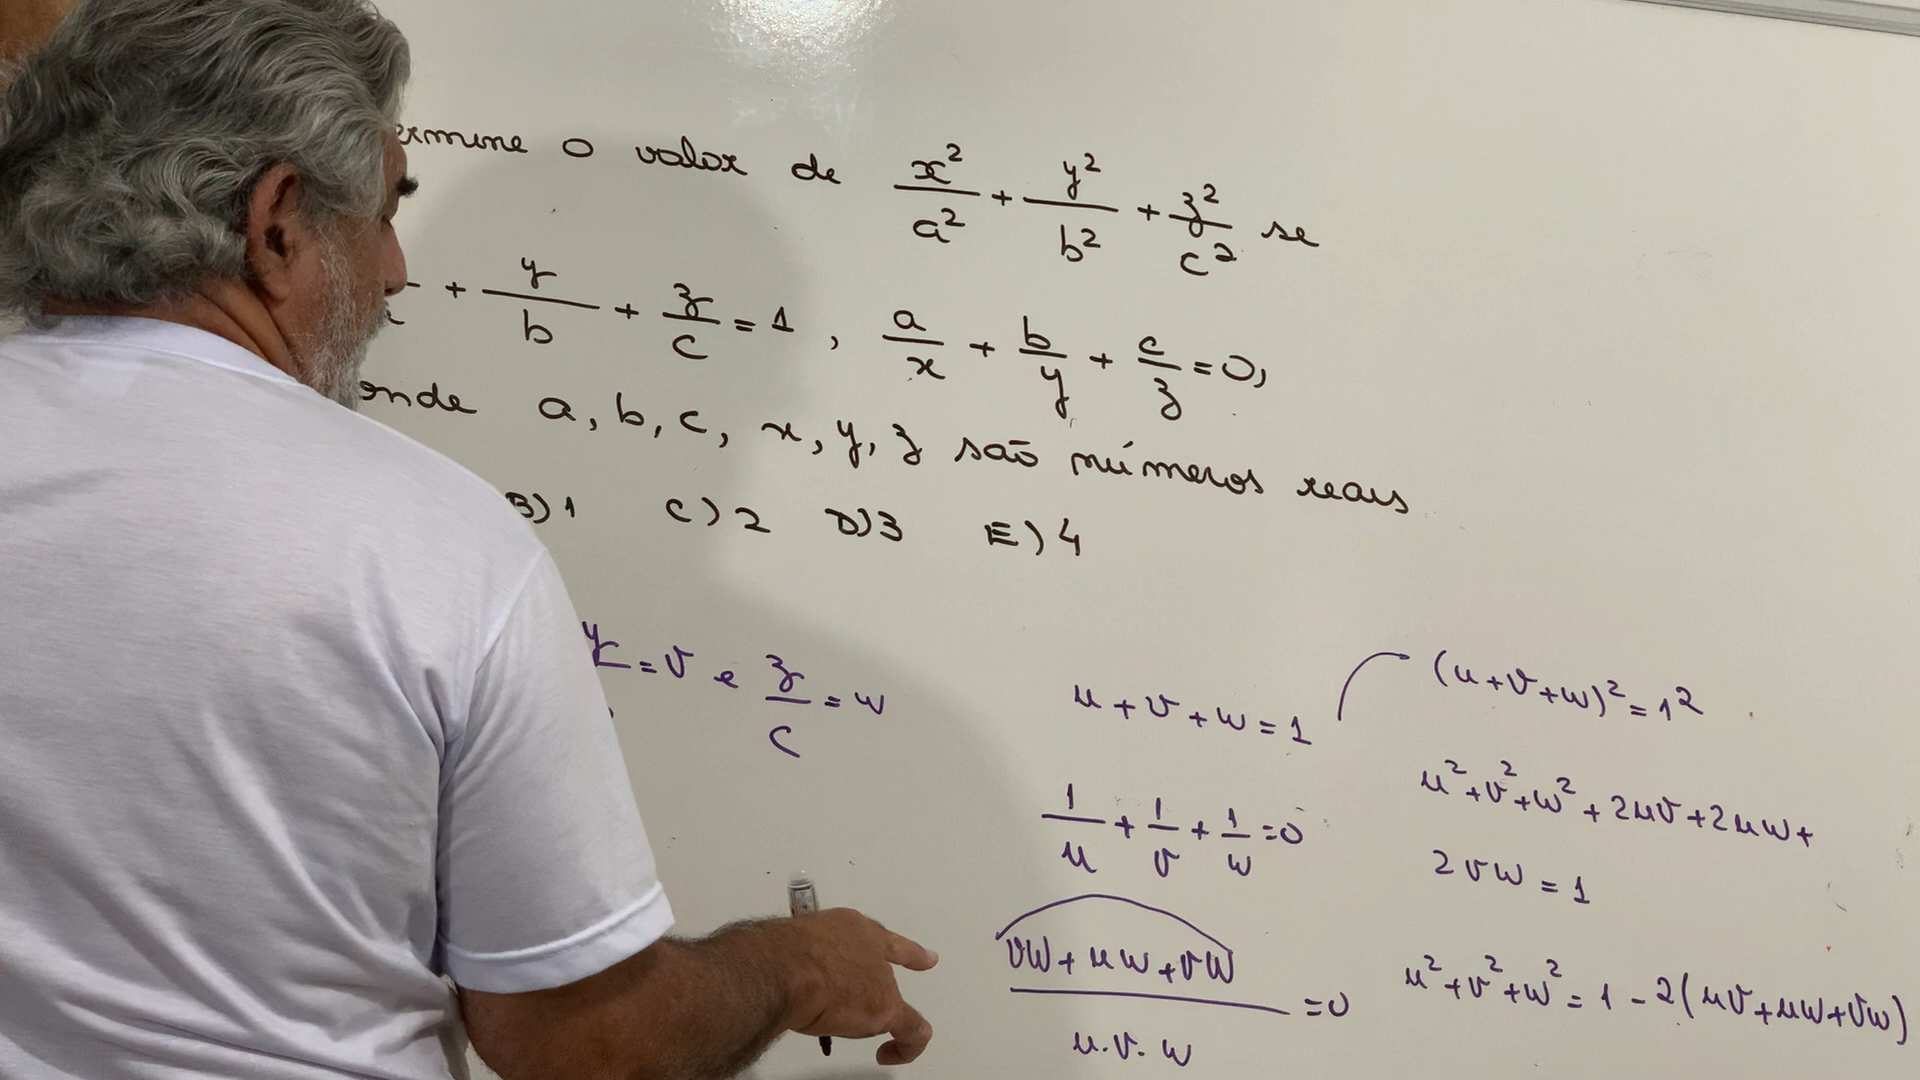 ermine o valor de x²/a² + y²/b² + z²/c² se
+ y/b + z/c = 1 , a/x + b/y + c/z = 0,
onde a, b, c, x, y, z são números reais
B) 1 C) 2 D) 3 E) 4
y = v e z/c = w
u + v + w = 1
1/u + 1/v + 1/w = 0
(vw + uw + vw)/(u.v.w) = 0
(u+v+w)² = 1²
u² + v² + w² + 2uv + 2uw +
2vw = 1
u² + v² + w² = 1 - 2(uv + uw + vw)